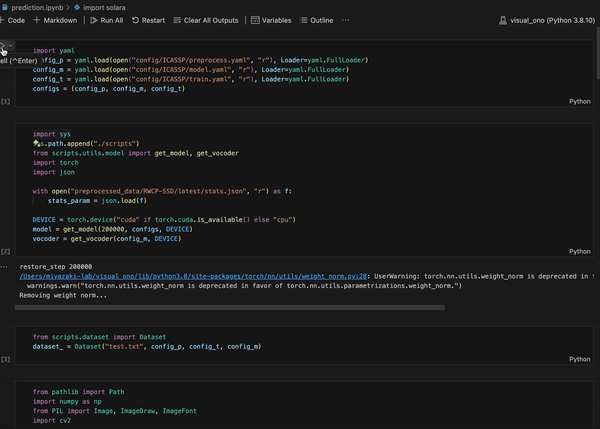 prediction.ipynb > import solara
+ Code + Markdown | Run All Restart Clear All Outputs | Variables Outline ... visual_ono (Python 3.8.10)
ell (^Enter)
import yaml
config_p = yaml.load(open("config/ICASSP/preprocess.yaml", "r"), Loader=yaml.FullLoader)
config_m = yaml.load(open("config/ICASSP/model.yaml", "r"), Loader=yaml.FullLoader)
config_t = yaml.load(open("config/ICASSP/train.yaml", "r"), Loader=yaml.FullLoader)
configs = (config_p, config_m, config_t)
[1]
Python
import sys
s.path.append("./scripts")
from scripts.utils.model import get_model, get_vocoder
import torch
import json
with open("preprocessed_data/RWCP-SSD/latest/stats.json", "r") as f:
stats_param = json.load(f)
DEVICE = torch.device("cuda" if torch.cuda.is_available() else "cpu")
model = get_model(200000, configs, DEVICE)
vocoder = get_vocoder(config_m, DEVICE)
[2]
Python
...
restore_step 200000
/Users/miyazaki-lab/visual_ono/lib/python3.8/site-packages/torch/nn/utils/weight_norm.py:28: UserWarning: torch.nn.utils.weight_norm is deprecated in
warnings.warn("torch.nn.utils.weight_norm is deprecated in favor of torch.nn.utils.parametrizations.weight_norm.")
Removing weight norm...
from scripts.dataset import Dataset
dataset_ = Dataset("test.txt", config_p, config_t, config_m)
[3]
Python
from pathlib import Path
import numpy as np
from PIL import Image, ImageDraw, ImageFont
import cv2